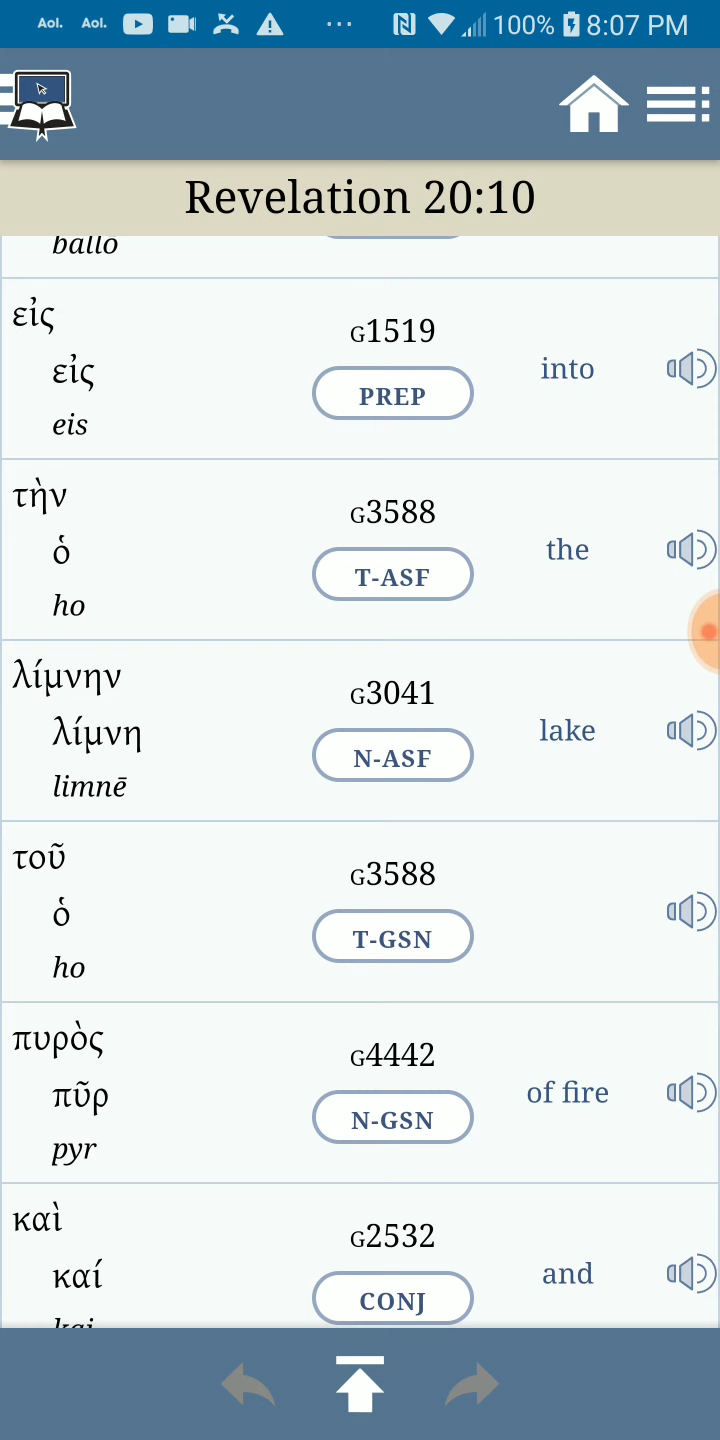 Aol. Aol. ... 100% 8:07 PM
Revelation 20:10
ballō
εἰς
G1519
εἰς
PREP
into
eis
τὴν
G3588
ὁ
T-ASF
the
ho
λίμνην
G3041
λίμνη
N-ASF
lake
limnē
τοῦ
G3588
ὁ
T-GSN
ho
πυρὸς
G4442
πῦρ
N-GSN
of fire
pyr
καὶ
G2532
καί
CONJ
and
kai